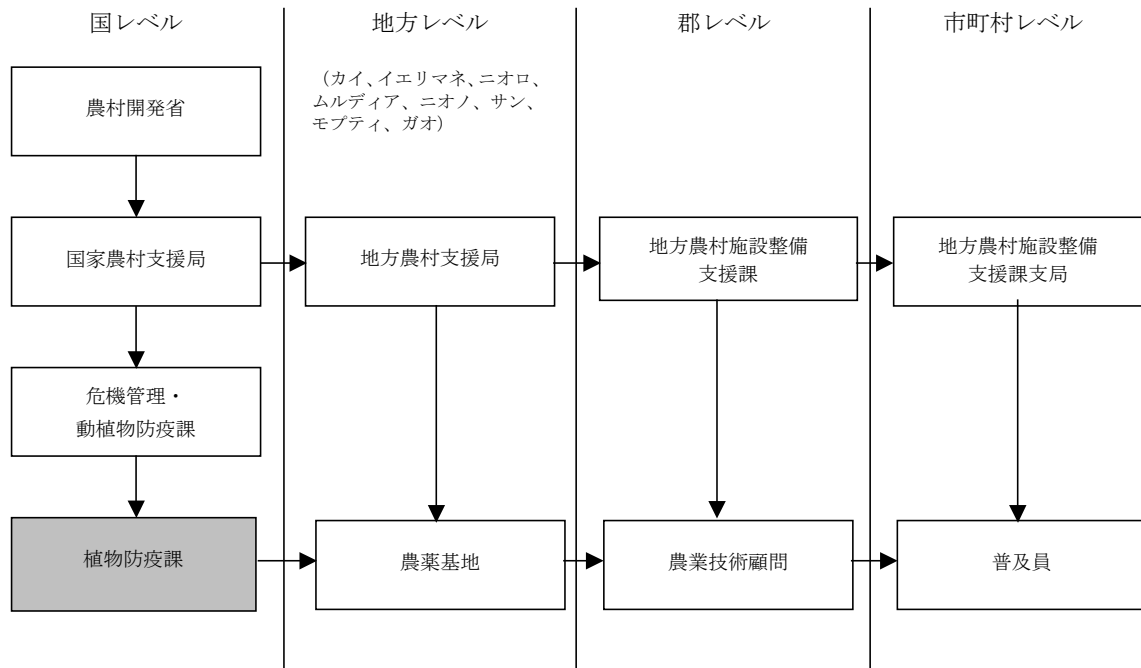 国レベル
地方レベル
郡レベル
市町村レベル
（カイ、イエリマネ、ニオロ、
ムルディア、ニオノ、サン、
モプティ、ガオ）
農村開発省
国家農村支援局
地方農村支援局
地方農村施設整備
支援課
地方農村施設整備
支援課支局
危機管理・
動植物防疫課
植物防疫課
農薬基地
農業技術顧問
普及員